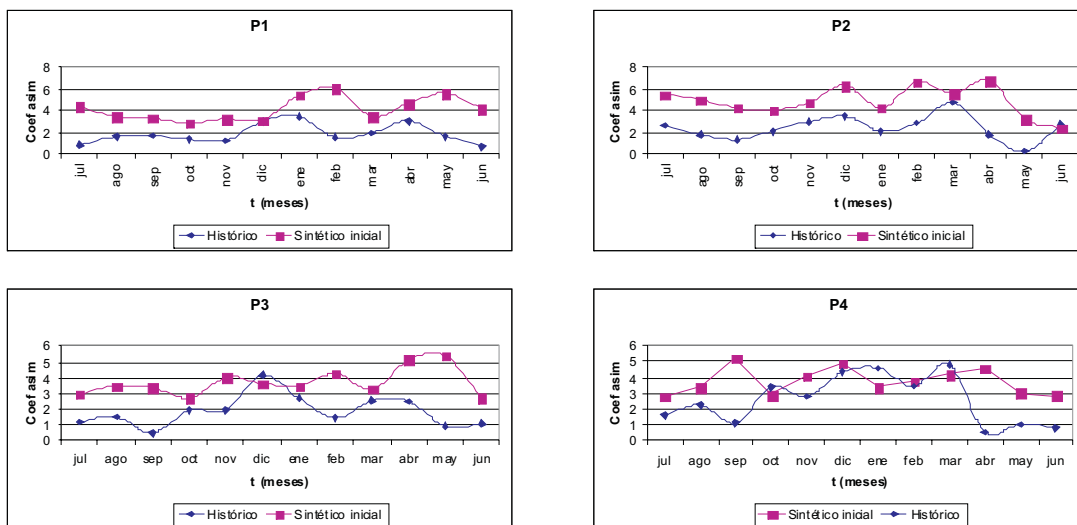 P1
8
6
4
2
0
Coef asim
jul ago sep oct nov dic ene feb mar abr may jun
t (meses)
Histórico Sintético inicial
P2
8
6
4
2
0
Coef asim
jul ago sep oct nov dic ene feb mar abr may jun
t (meses)
Histórico Sintético inicial
P3
6
5
4
3
2
1
0
Coef asim
jul ago sep oct nov dic ene feb mar abr may jun
t (meses)
Histórico Sintético inicial
P4
6
5
4
3
2
1
0
Coef asim
jul ago sep oct nov dic ene feb mar abr may jun
t (meses)
Sintético inicial Histórico